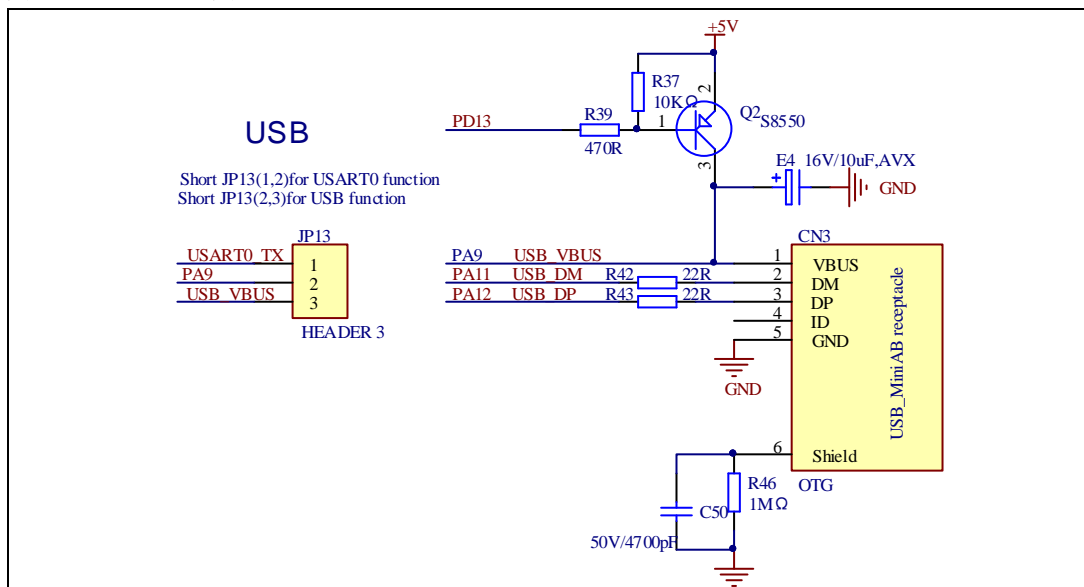 +5V
R37
10KΩ
2
Q2
S8550
PD13
R39
470R
1
3
USB
E4 16V/10uF,AVX
+
GND
Short JP13(1,2)for USART0 function
Short JP13(2,3)for USB function
JP13
USART0_TX
1
PA9
2
USB_VBUS
3
HEADER 3
CN3
PA9 USB_VBUS
1
VBUS
PA11 USB_DM R42 22R
2
DM
PA12 USB_DP R43 22R
3
DP
4
ID
5
GND
GND
USB_MiniAB receptacle
6
Shield
OTG
R46
1MΩ
C50
50V/4700pF